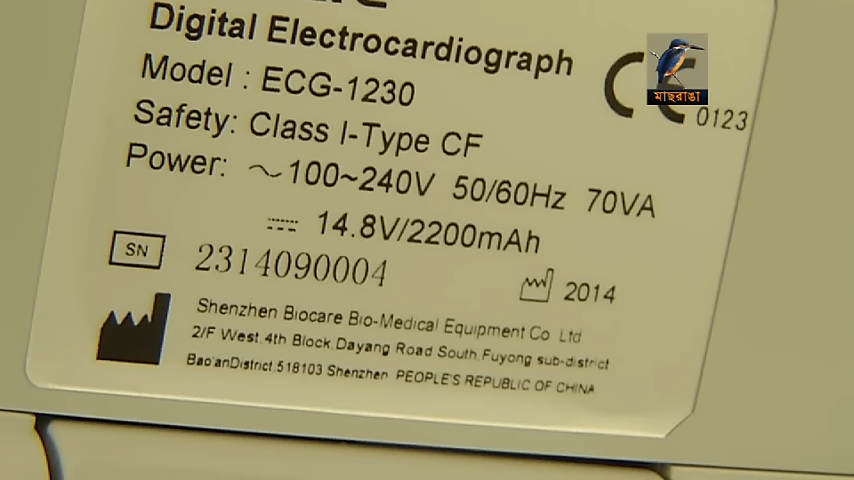 Digital Electrocardiograph
Model : ECG-1230
Safety: Class I-Type CF
Power: ～100~240V 50/60Hz 70VA
14.8V/2200mAh
SN 2314090004
2014
Shenzhen Biocare Bio-Medical Equipment Co Ltd
2/F West,4th Block,Dayang Road South,Fuyong sub-district
Bao'anDistrict,518103 Shenzhen PEOPLE'S REPUBLIC OF CHINA
CE 0123
মাছরাঙা